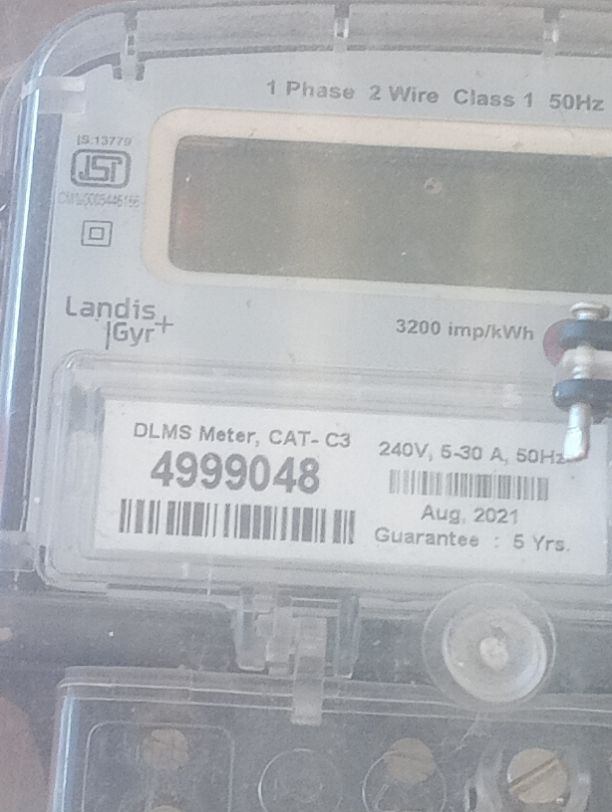 1 Phase 2 Wire Class 1 50Hz
IS:13779
ISI
Landis
|Gyr+
3200 imp/kWh
DLMS Meter, CAT- C3
4999048
240V, 5-30 A, 50Hz
Aug, 2021
Guarantee : 5 Yrs.